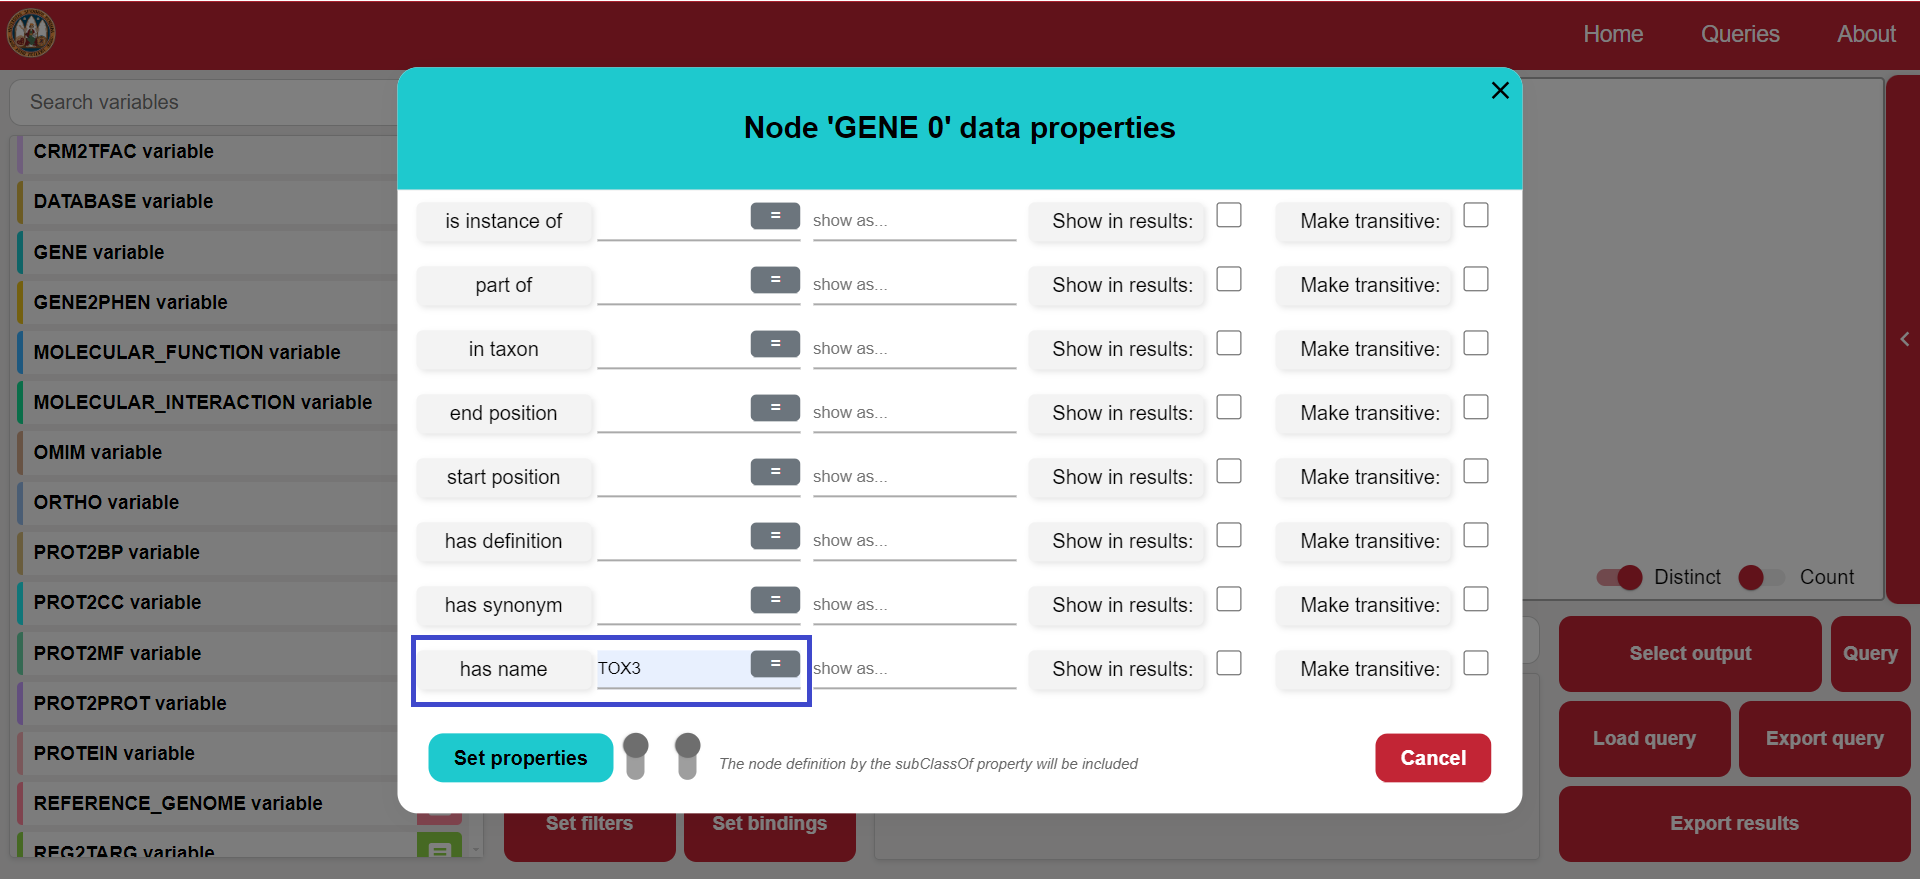 Home Queries About
Search variables
Node 'GENE 0' data properties
CRM2TFAC variable
DATABASE variable
GENE variable
GENE2PHEN variable
MOLECULAR_FUNCTION variable
MOLECULAR_INTERACTION variable
OMIM variable
ORTHO variable
PROT2BP variable
PROT2CC variable
PROT2MF variable
PROT2PROT variable
PROTEIN variable
REFERENCE_GENOME variable
REG2TARG variable
is instance of = show as... Show in results: Make transitive:
part of = show as... Show in results: Make transitive:
in taxon = show as... Show in results: Make transitive:
end position = show as... Show in results: Make transitive:
start position = show as... Show in results: Make transitive:
has definition = show as... Show in results: Make transitive:
has synonym = show as... Show in results: Make transitive:
has name TOX3 = show as... Show in results: Make transitive:
Set properties The node definition by the subClassOf property will be included Cancel
Distinct Count
Select output Query
Load query Export query
Set filters Set bindings Export results